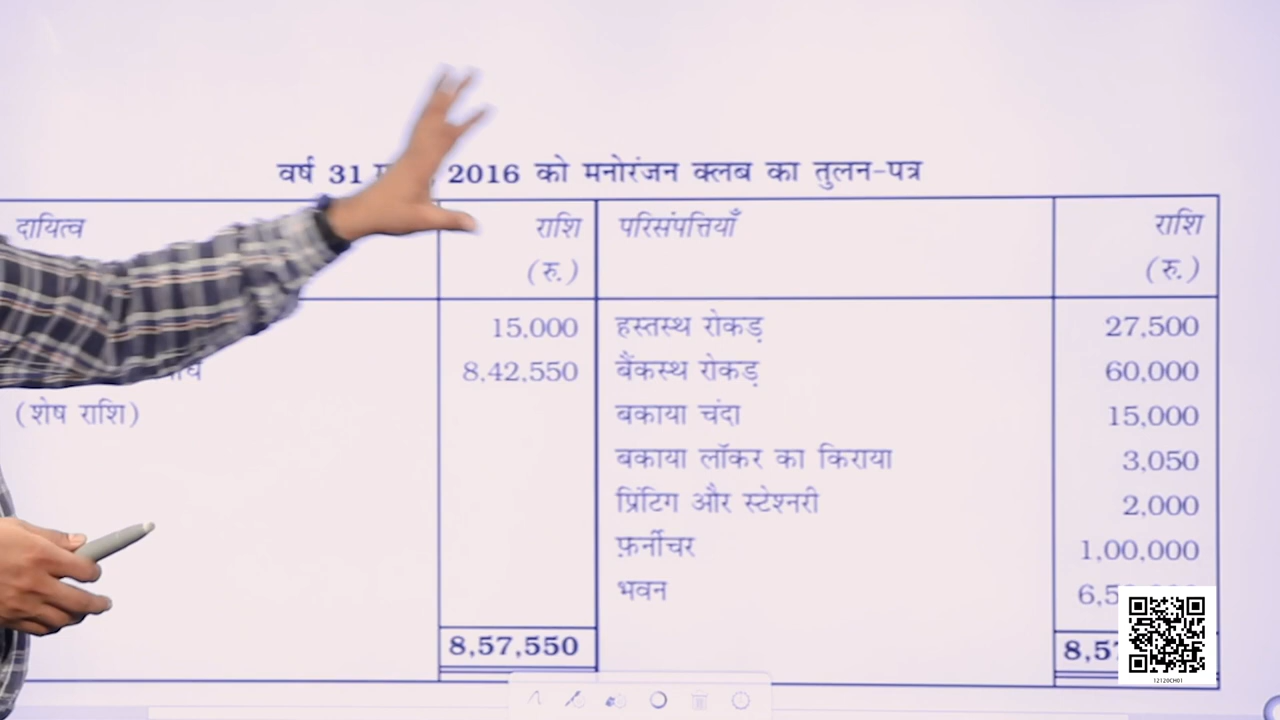 वर्ष 31 2016 को मनोरंजन क्लब का तुलन-पत्र
दायित्व राशि (रु.) परिसंपत्तियाँ राशि (रु.)
15,000 हस्तस्थ रोकड़ 27,500
8,42,550 बैंकस्थ रोकड़ 60,000
(शेष राशि) बकाया चंदा 15,000
बकाया लॉकर का किराया 3,050
प्रिंटिग और स्टेश्नरी 2,000
फ़र्नीचर 1,00,000
भवन
8,57,550
12120CH01